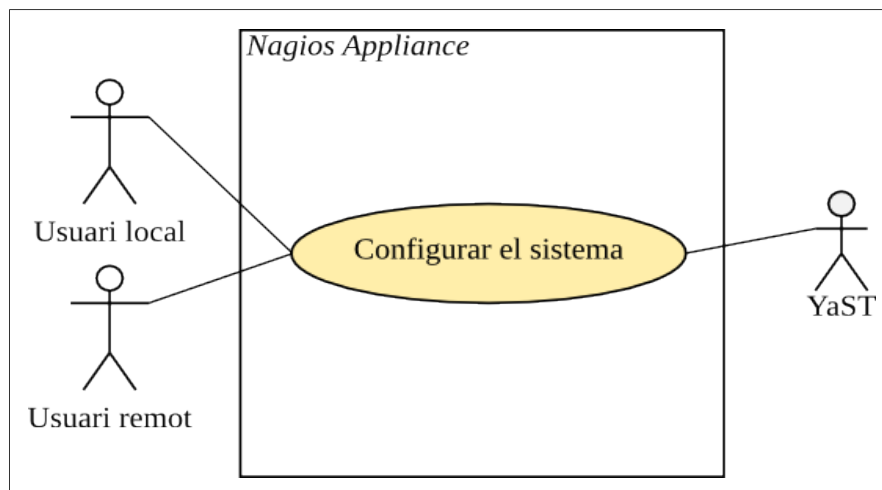 Nagios Appliance
Usuari local
Configurar el sistema
YaST
Usuari remot